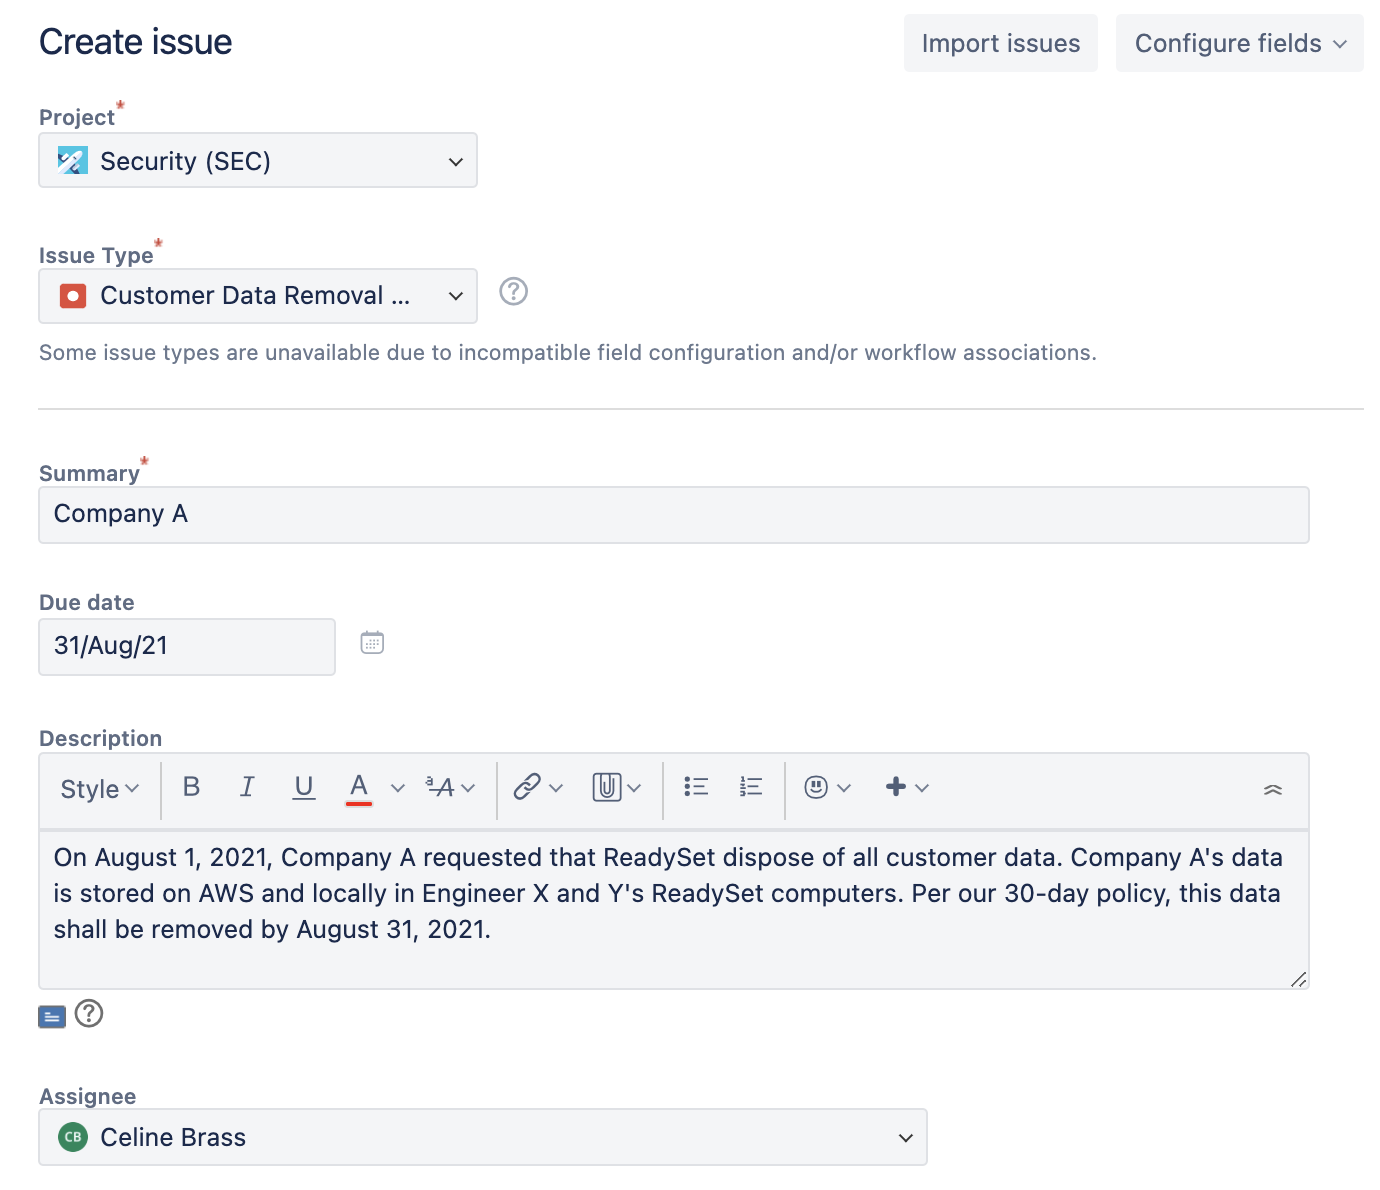 Create issue
Import issues
Configure fields
Project*
Security (SEC)
Issue Type*
Customer Data Removal ...
Some issue types are unavailable due to incompatible field configuration and/or workflow associations.
Summary*
Company A
Due date
31/Aug/21
Description
Style B I U A ªA
On August 1, 2021, Company A requested that ReadySet dispose of all customer data. Company A's data
is stored on AWS and locally in Engineer X and Y's ReadySet computers. Per our 30-day policy, this data
shall be removed by August 31, 2021.
Assignee
CB Celine Brass